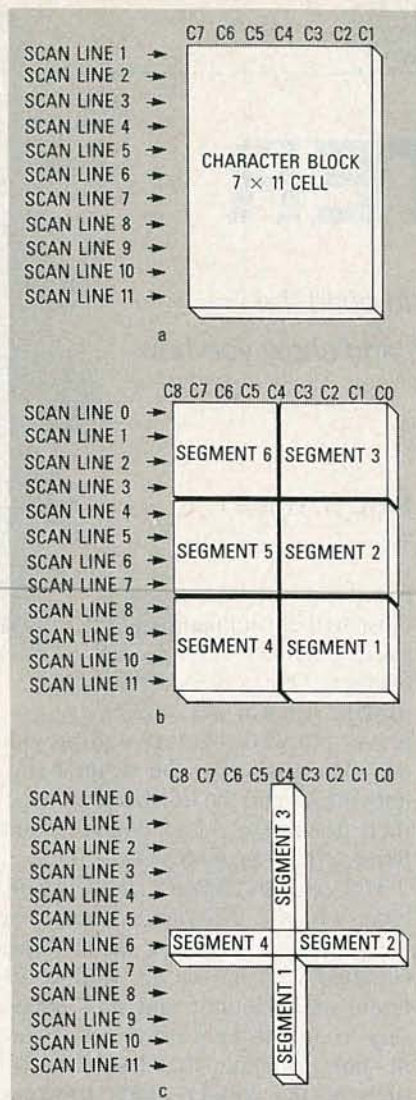 C7 C6 C5 C4 C3 C2 C1
SCAN LINE 1
SCAN LINE 2
SCAN LINE 3
SCAN LINE 4
SCAN LINE 5
SCAN LINE 6
SCAN LINE 7
SCAN LINE 8
SCAN LINE 9
SCAN LINE 10
SCAN LINE 11
CHARACTER BLOCK
7 × 11 CELL
a
C8 C7 C6 C5 C4 C3 C2 C1 C0
SCAN LINE 0
SCAN LINE 1
SCAN LINE 2
SCAN LINE 3
SCAN LINE 4
SCAN LINE 5
SCAN LINE 6
SCAN LINE 7
SCAN LINE 8
SCAN LINE 9
SCAN LINE 10
SCAN LINE 11
SEGMENT 6 SEGMENT 3
SEGMENT 5 SEGMENT 2
SEGMENT 4 SEGMENT 1
b
C8 C7 C6 C5 C4 C3 C2 C1 C0
SCAN LINE 0
SCAN LINE 1
SCAN LINE 2
SCAN LINE 3
SCAN LINE 4
SCAN LINE 5
SCAN LINE 6
SCAN LINE 7
SCAN LINE 8
SCAN LINE 9
SCAN LINE 10
SCAN LINE 11
SEGMENT 3
SEGMENT 4 SEGMENT 2
SEGMENT 1
c